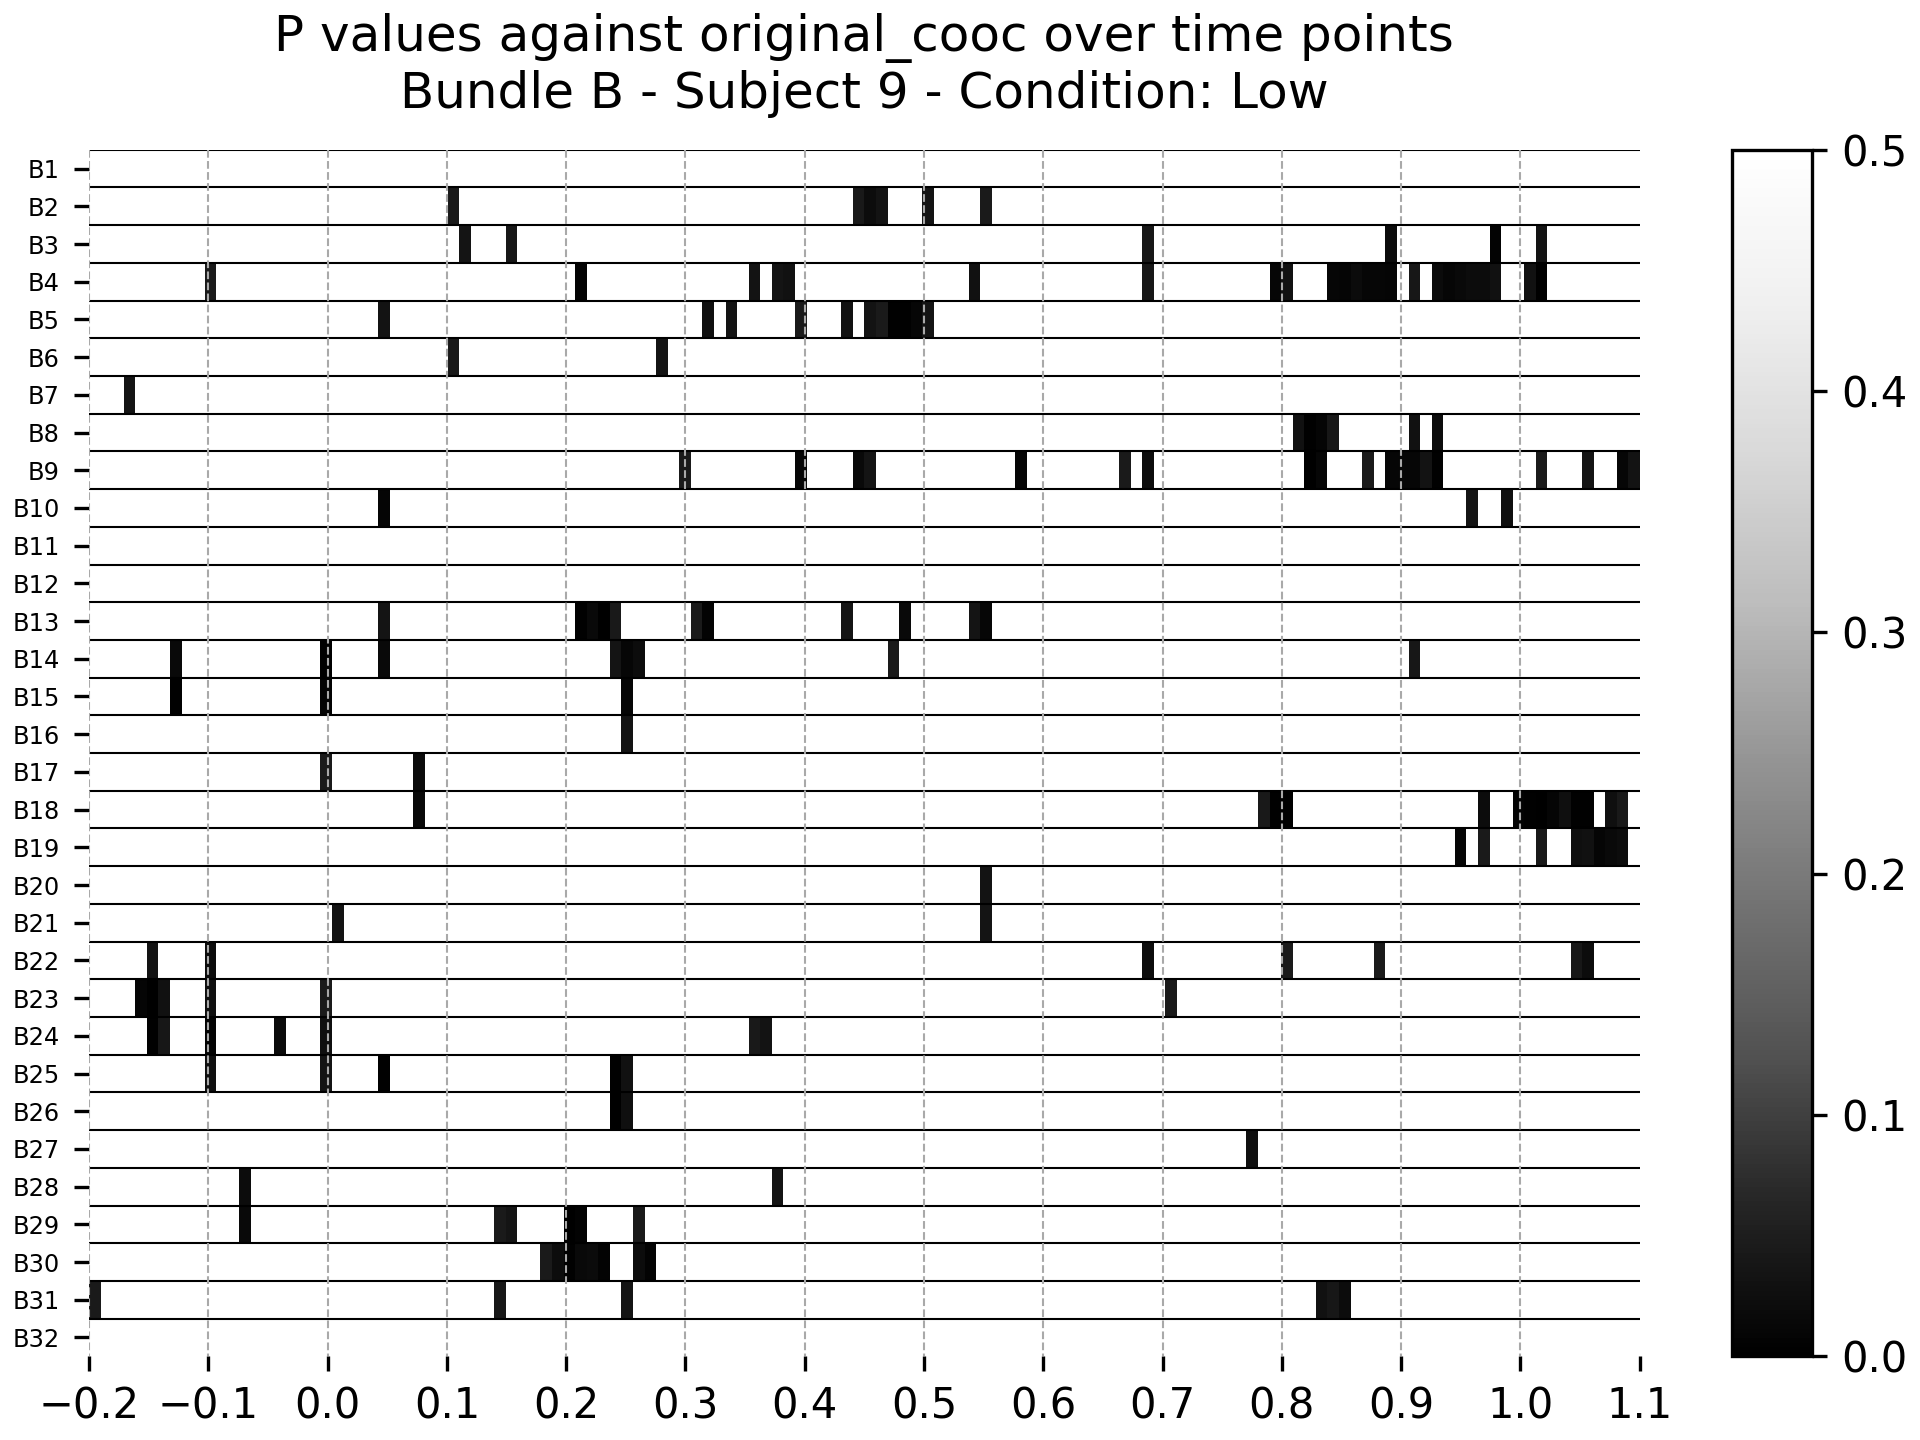 P values against original_cooc over time points
Bundle B - Subject 9 - Condition: Low
B1
B2
B3
B4
B5
B6
B7
B8
B9
B10
B11
B12
B13
B14
B15
B16
B17
B18
B19
B20
B21
B22
B23
B24
B25
B26
B27
B28
B29
B30
B31
B32
−0.2 −0.1 0.0 0.1 0.2 0.3 0.4 0.5 0.6 0.7 0.8 0.9 1.0 1.1
0.5
0.4
0.3
0.2
0.1
0.0